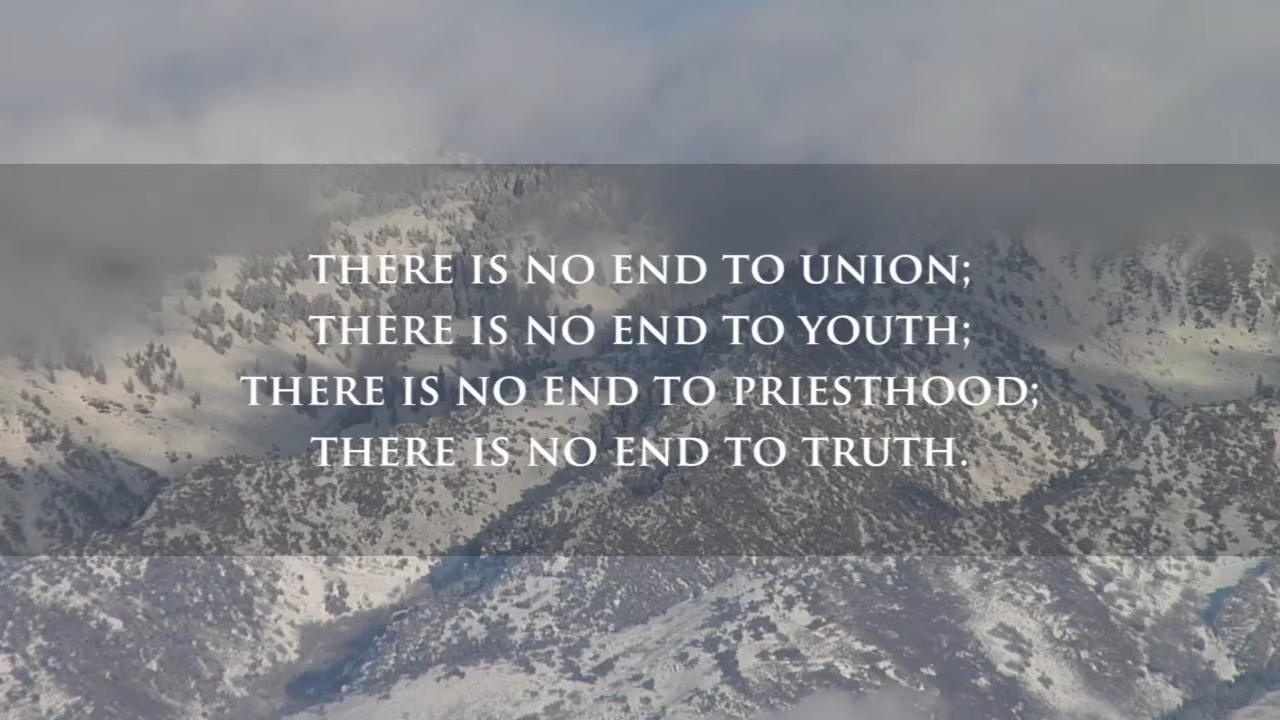 THERE IS NO END TO UNION;
THERE IS NO END TO YOUTH;
THERE IS NO END TO PRIESTHOOD;
THERE IS NO END TO TRUTH.